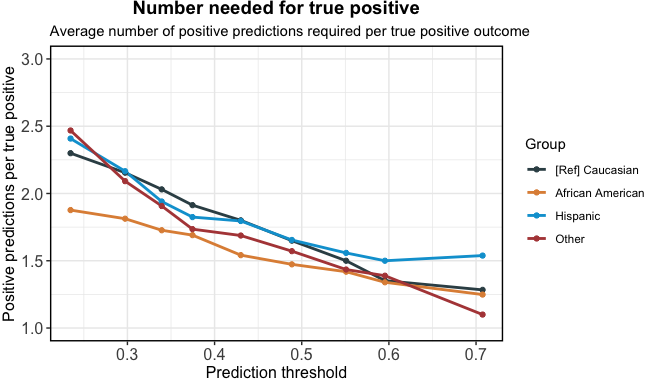 Number needed for true positive
Average number of positive predictions required per true positive outcome
Positive predictions per true positive
3.0
2.5
2.0
1.5
1.0
0.3
0.4
0.5
0.6
0.7
Prediction threshold
Group
[Ref] Caucasian
African American
Hispanic
Other